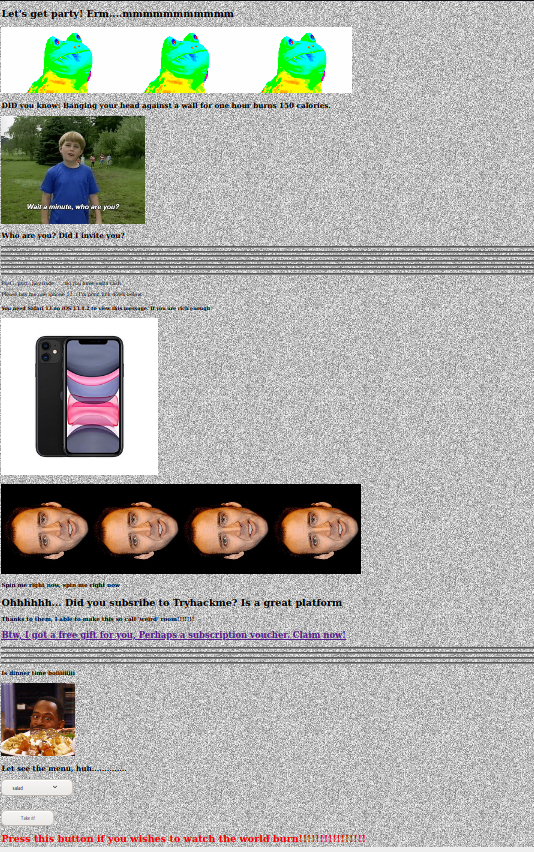 Let's get party! Erm....mmmmmmmmmmm
DID you know: Banging your head against a wall for one hour burns 150 calories.
Wait a minute, who are you?
Who are you? Did I invite you?
You need Safari 13 on iOS 13.1.2 to view this message. If you are rich enough
Spin me right now, spin me right now
Ohhhhhh... Did you subsribe to Tryhackme? Is a great platform
Thanks to them, I able to make this so call 'weird' room!!!!!!!
Btw, I got a free gift for you, Perhaps a subscription voucher. Claim now!
Is dinner time
Let see the menu, huh.............
salad
Take it!
Press this button if you wishes to watch the world burn!!!!!!!!!!!!!!!!